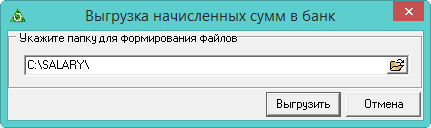 Выгрузка начисленных сумм в банк
Укажите папку для формирования файлов
C:\SALARY\
Выгрузить Отмена